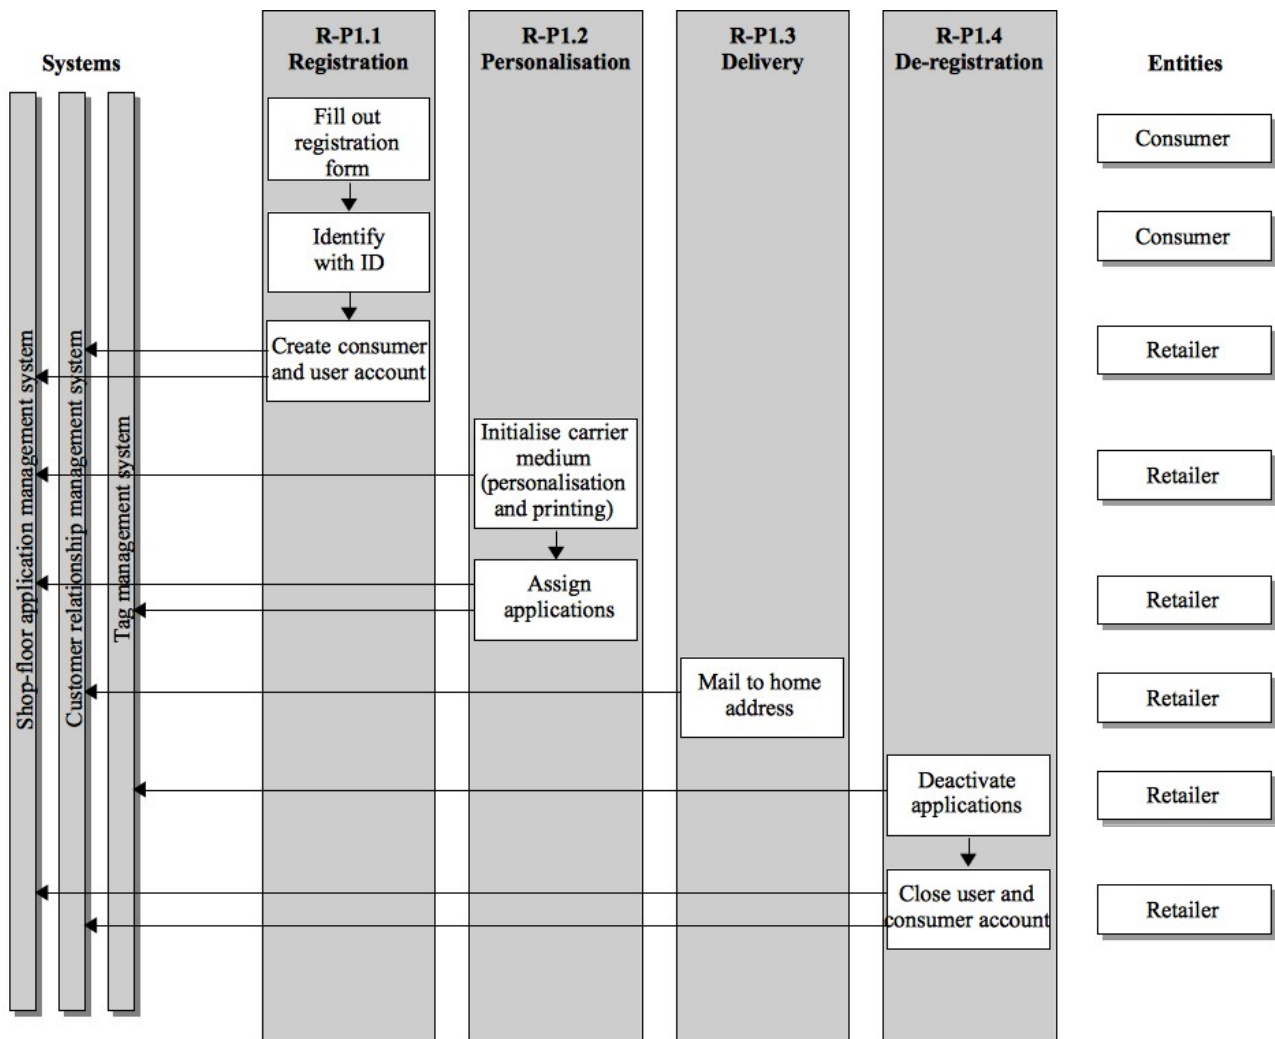 Systems
R-P1.1
Registration
R-P1.2
Personalisation
R-P1.3
Delivery
R-P1.4
De-registration
Entities
Fill out
registration
form
Consumer
Identify
with ID
Consumer
Create consumer
and user account
Retailer
Initialise carrier
medium
(personalisation
and printing)
Retailer
Assign
applications
Retailer
Mail to home
address
Retailer
Deactivate
applications
Retailer
Close user and
consumer account
Retailer
Shop-floor application management system
Customer relationship management system
Tag management system